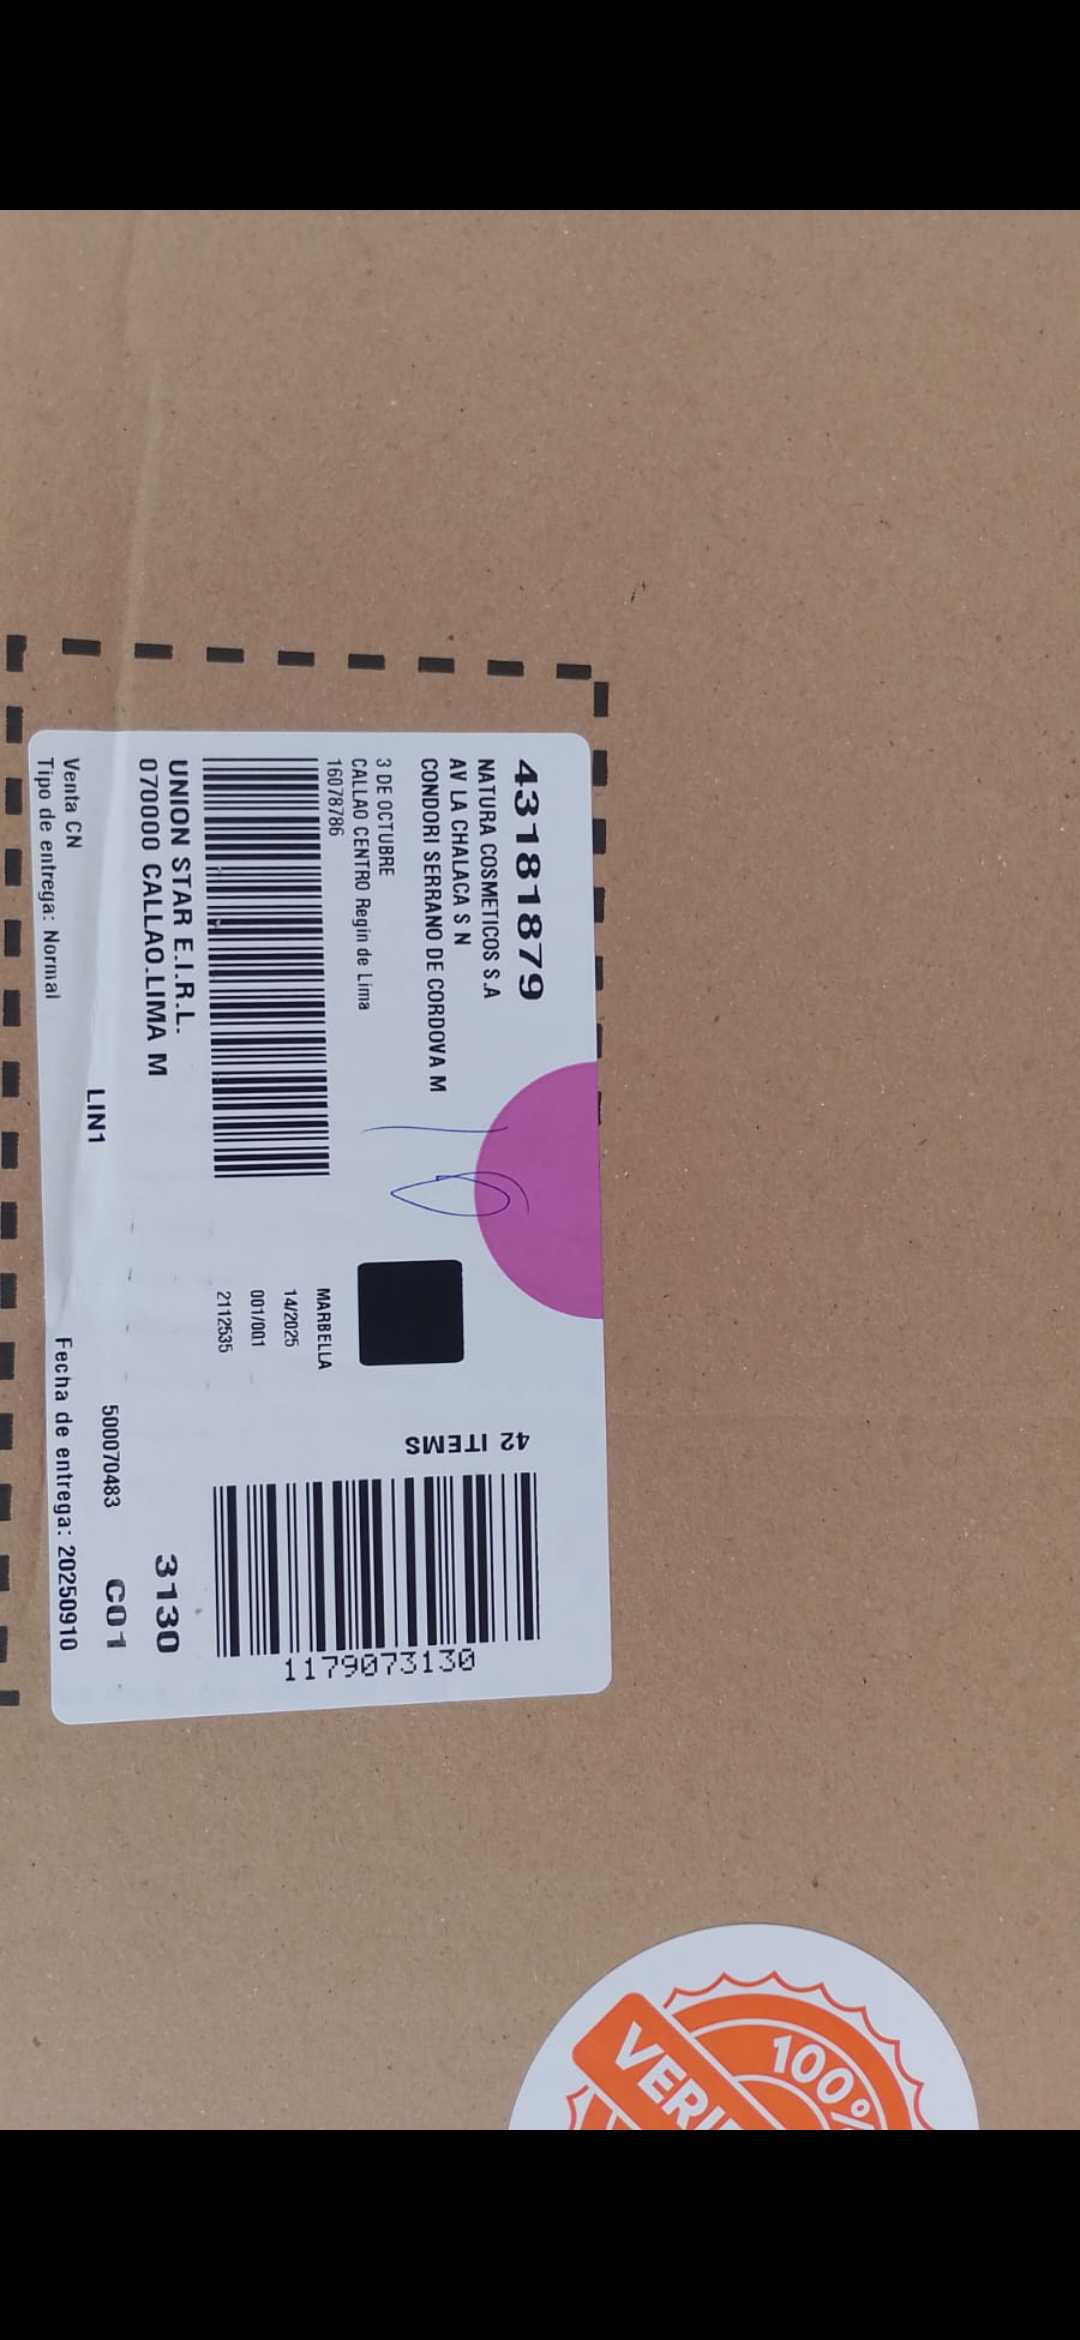 43181879
NATURA COSMETICOS S.A
AV LA CHALACA S N
CONDORI SERRANO DE CORDOVA M
3 DE OCTUBRE
CALLAO CENTRO Regin de Lima
16078786
MARBELLA
14/2025
001/001
2112535
42 ITEMS
1179073130
UNION STAR E.I.R.L.
070000 CALLAO.LIMA M
3130
LIN1
500070483
C01
Venta CN
Tipo de entrega: Normal
Fecha de entrega: 20250910
100%